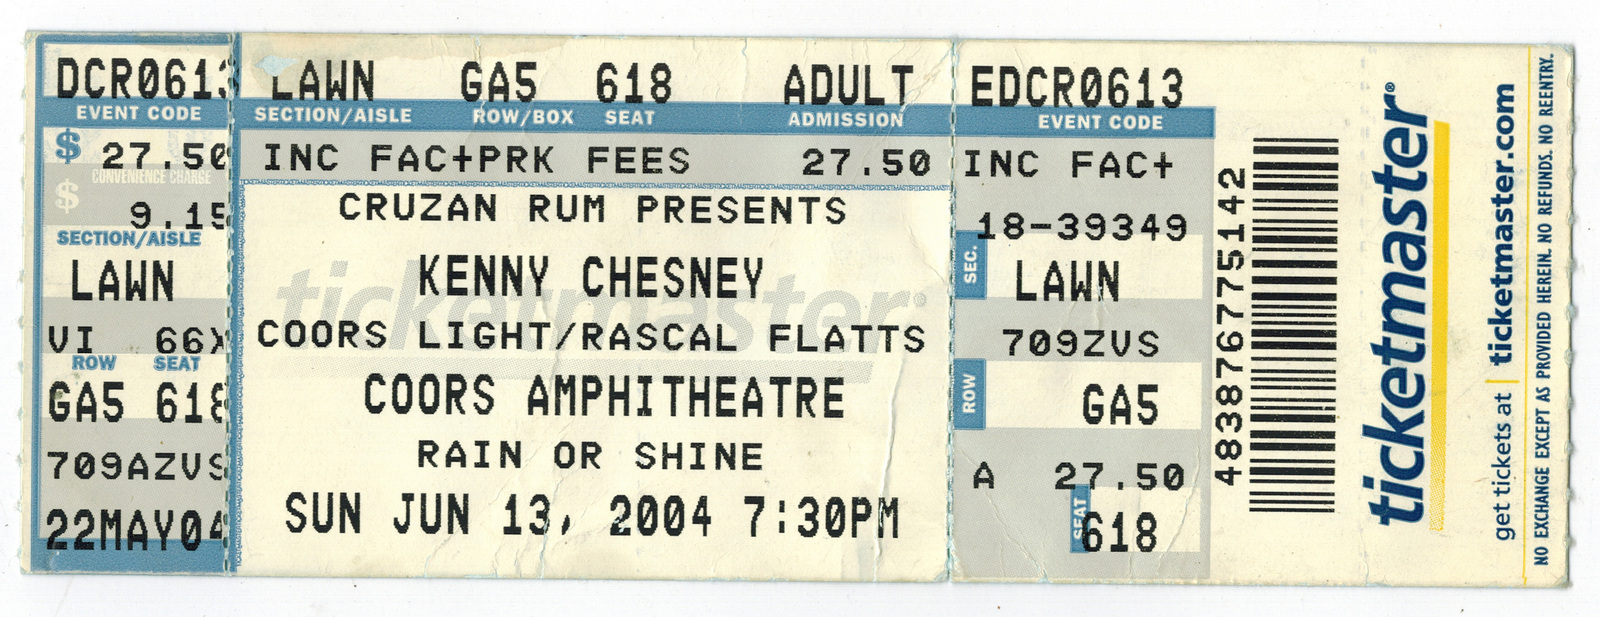 DCR0613
EVENT CODE
$ 27.50
CONVENIENCE CHARGE
$ 9.15
SECTION/AISLE
LAWN
VI 66X
ROW SEAT
GA5 618
709AZVS
22MAY04
LAWN GA5 618 ADULT
SECTION/AISLE ROW/BOX SEAT ADMISSION
INC FAC+PRK FEES 27.50
CRUZAN RUM PRESENTS
KENNY CHESNEY
ticketmaster®
COORS LIGHT/RASCAL FLATTS
COORS AMPHITHEATRE
RAIN OR SHINE
SUN JUN 13, 2004 7:30PM
EDCR0613
EVENT CODE
INC FAC+
18-39349
SEC.
LAWN
709ZVS
ROW
GA5
A 27.50
SEAT
618
483876775142
ticketmaster®
get tickets at | ticketmaster.com
NO EXCHANGE EXCEPT AS PROVIDED HEREIN. NO REFUNDS. NO REENTRY.